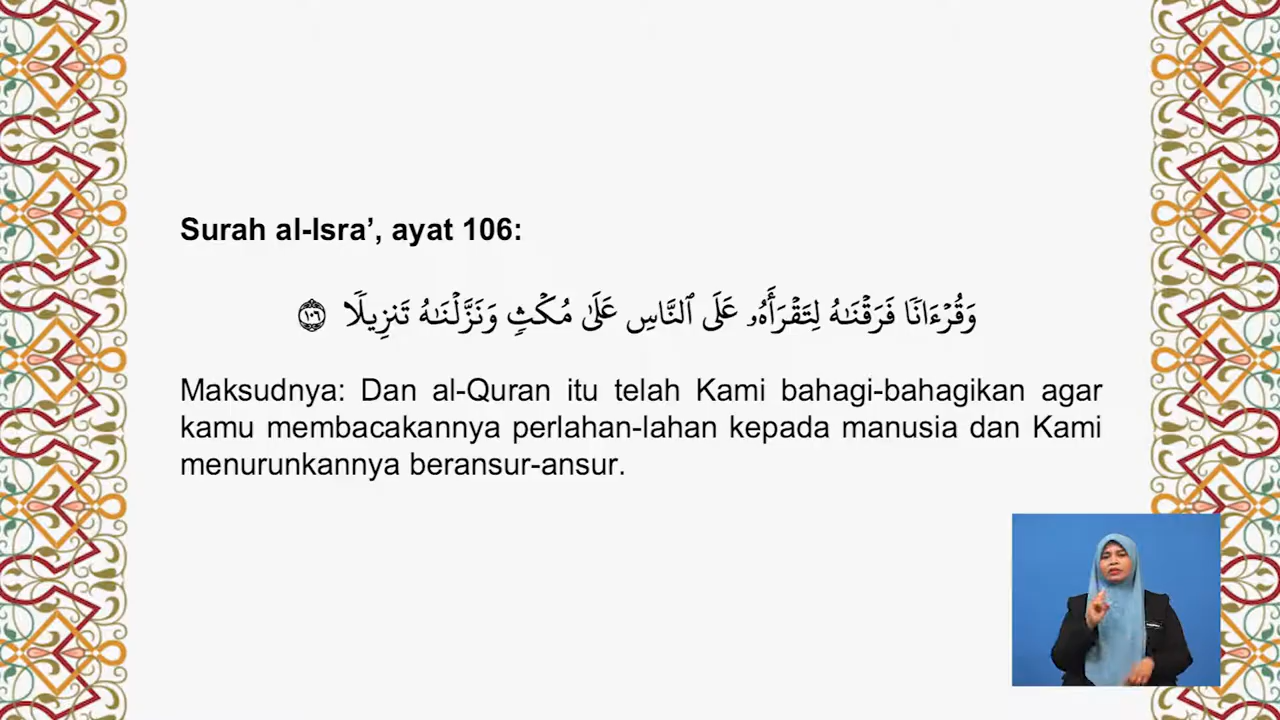 Surah al-Isra’, ayat 106:
وَقُرْءَانًا فَرَقْنَـٰهُ لِتَقْرَأَهُۥ عَلَى ٱلنَّاسِ عَلَىٰ مُكْثٍ وَنَزَّلْنَـٰهُ تَنزِيلًا ١٠٦
Maksudnya: Dan al-Quran itu telah Kami bahagi-bahagikan agar
kamu membacakannya perlahan-lahan kepada manusia dan Kami
menurunkannya beransur-ansur.